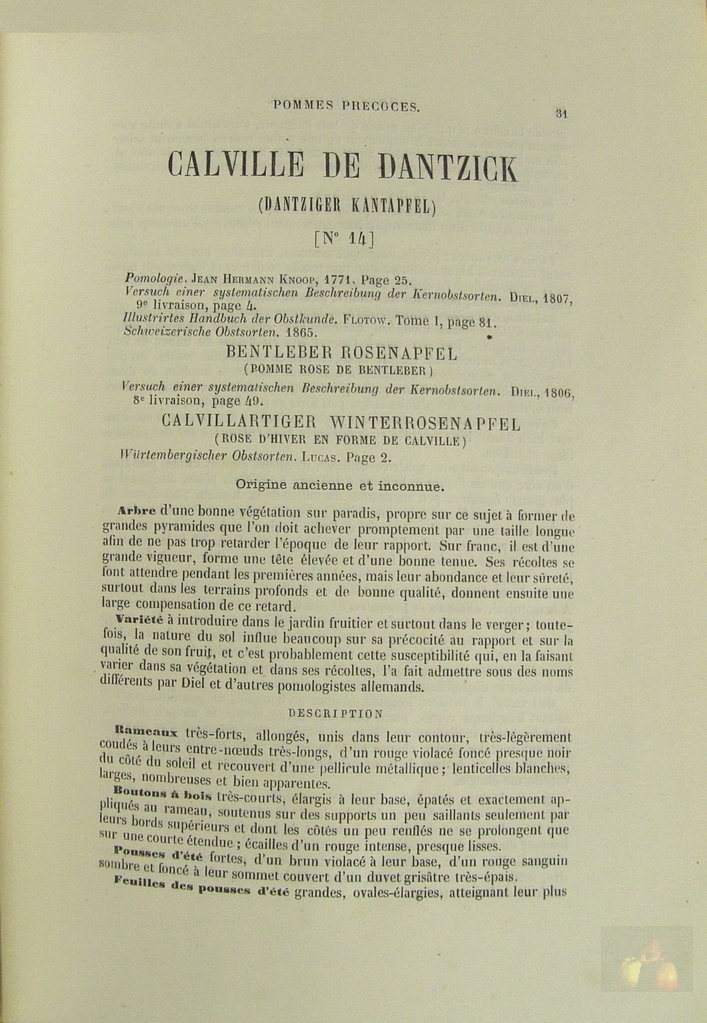 POMMES PRÉCOCES.
31
CALVILLE DE DANTZICK
(DANTZIGER KANTAPFEL)
[N° 14]
Pomologie. JEAN HERMANN KNOOP, 1771. Page 25.
Versuch einer systematischen Beschreibung der Kernobstsorten. DIEL, 1807,
9e livraison, page 4.
Illustrirtes Handbuch der Obstkunde. FLOTOW. Tome I, page 81.
Schweizerische Obstsorten. 1865.
BENTLEBER ROSENAPFEL
(POMME ROSE DE BENTLEBER)
Versuch einer systematischen Beschreibung der Kernobstsorten. DIEL, 1806,
8e livraison, page 49.
CALVILLARTIGER WINTERROSENAPFEL
(ROSE D'HIVER EN FORME DE CALVILLE)
Würtembergischer Obstsorten. LUCAS. Page 2.
Origine ancienne et inconnue.
Arbre d'une bonne végétation sur paradis, propre sur ce sujet à former de
grandes pyramides que l'on doit achever promptement par une taille longue
afin de ne pas trop retarder l'époque de leur rapport. Sur franc, il est d'une
grande vigueur, forme une tête élevée et d'une bonne tenue. Ses récoltes se
font attendre pendant les premières années, mais leur abondance et leur sûreté,
surtout dans les terrains profonds et de bonne qualité, donnent ensuite une
large compensation de ce retard.
Variété à introduire dans le jardin fruitier et surtout dans le verger; toute-
fois, la nature du sol influe beaucoup sur sa précocité au rapport et sur la
qualité de son fruit, et c'est probablement cette susceptibilité qui, en la faisant
varier dans sa végétation et dans ses récoltes, l'a fait admettre sous des noms
différents par Diel et d'autres pomologistes allemands.
DESCRIPTION
Rameaux très-forts, allongés, unis dans leur contour, très-légèrement
coudés à leurs entre-nœuds très-longs, d'un rouge violacé foncé presque noir
du côté du soleil et recouvert d'une pellicule métallique; lenticelles blanches,
larges, nombreuses et bien apparentes.
Boutons à bois très-courts, élargis à leur base, épatés et exactement ap-
pliqués au rameau, soutenus sur des supports un peu saillants seulement par
leurs bords supérieurs et dont les côtés un peu renflés ne se prolongent que
sur une courte étendue; écailles d'un rouge intense, presque lisses.
Pousses d'été fortes, d'un brun violacé à leur base, d'un rouge sanguin
sombre et foncé à leur sommet couvert d'un duvet grisâtre très-épais.
Feuilles des pousses d'été grandes, ovales-élargies, atteignant leur plus